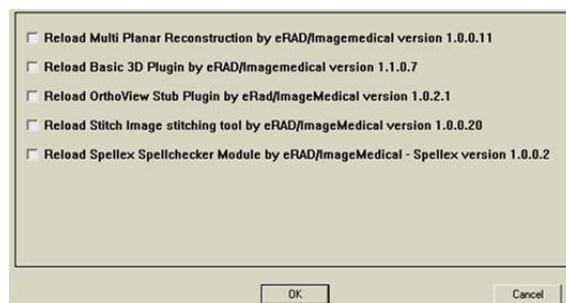 Reload Multi Planar Reconstruction by eRAD/Imagemedical version 1.0.0.11
Reload Basic 3D Plugin by eRAD/Imagemedical version 1.1.0.7
Reload OrthoView Stub Plugin by eRad/ImageMedical version 1.0.2.1
Reload Stitch Image stitching tool by eRAD/ImageMedical version 1.0.0.20
Reload Spellex Spellchecker Module by eRAD/ImageMedical - Spellex version 1.0.0.2
OK Cancel